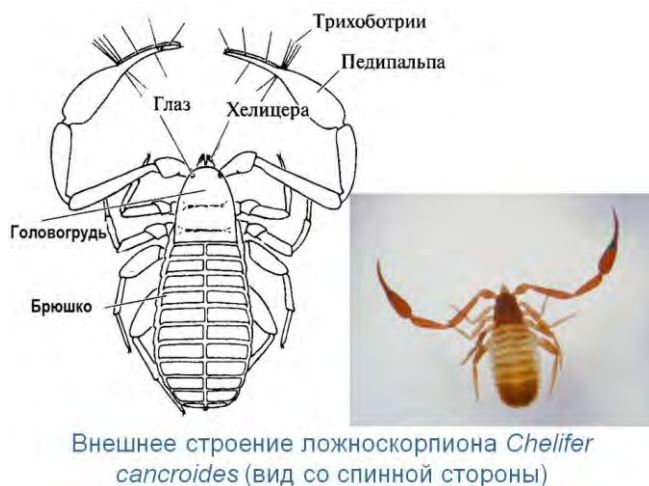 Трихоботрии
Педипальпа
Глаз
Хелицера
Головогрудь
Брюшко
Внешнее строение ложноскорпиона Chelifer
cancroides (вид со спинной стороны)